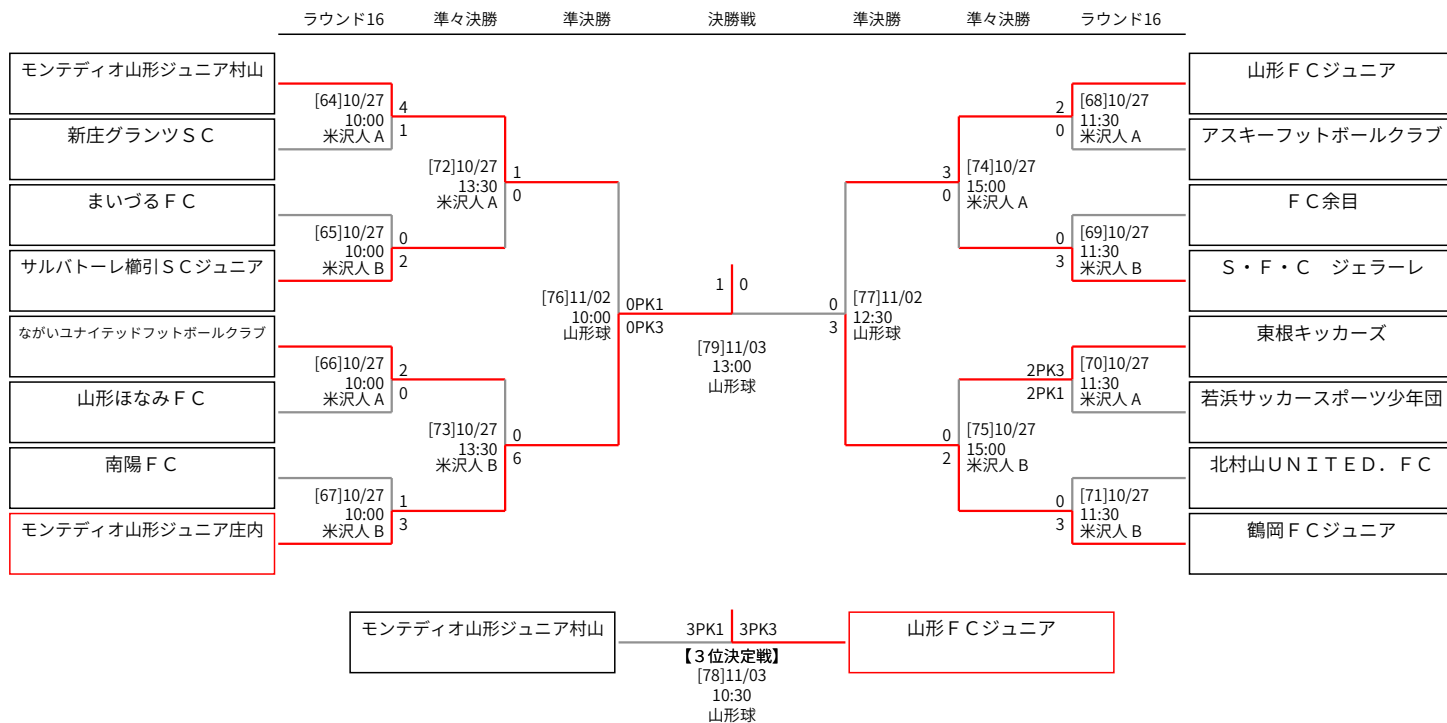 ラウンド16 準々決勝 準決勝 決勝戦 準決勝 準々決勝 ラウンド16
モンテディオ山形ジュニア村山
[64]10/27
10:00
米沢人 A
4
1
新庄グランツＳＣ
[72]10/27
13:30
米沢人 A
1
0
まいづるＦＣ
[65]10/27
10:00
米沢人 B
0
2
サルバトーレ櫛引ＳＣジュニア
[76]11/02
10:00
山形球
0PK1
0PK3
ながいユナイテッドフットボールクラブ
[66]10/27
10:00
米沢人 A
2
0
山形ほなみＦＣ
[73]10/27
13:30
米沢人 B
0
6
南陽ＦＣ
[67]10/27
10:00
米沢人 B
1
3
モンテディオ山形ジュニア庄内
1 0
[79]11/03
13:00
山形球
山形ＦＣジュニア
2
0
[68]10/27
11:30
米沢人 A
アスキーフットボールクラブ
3
0
[74]10/27
15:00
米沢人 A
ＦＣ余目
0
3
[69]10/27
11:30
米沢人 B
Ｓ・Ｆ・Ｃ　ジェラーレ
0
3
[77]11/02
12:30
山形球
東根キッカーズ
2PK3
2PK1
[70]10/27
11:30
米沢人 A
若浜サッカースポーツ少年団
0
2
[75]10/27
15:00
米沢人 B
北村山ＵＮＩＴＥＤ．ＦＣ
0
3
[71]10/27
11:30
米沢人 B
鶴岡ＦＣジュニア
モンテディオ山形ジュニア村山 3PK1 3PK3 山形ＦＣジュニア
【３位決定戦】
[78]11/03
10:30
山形球